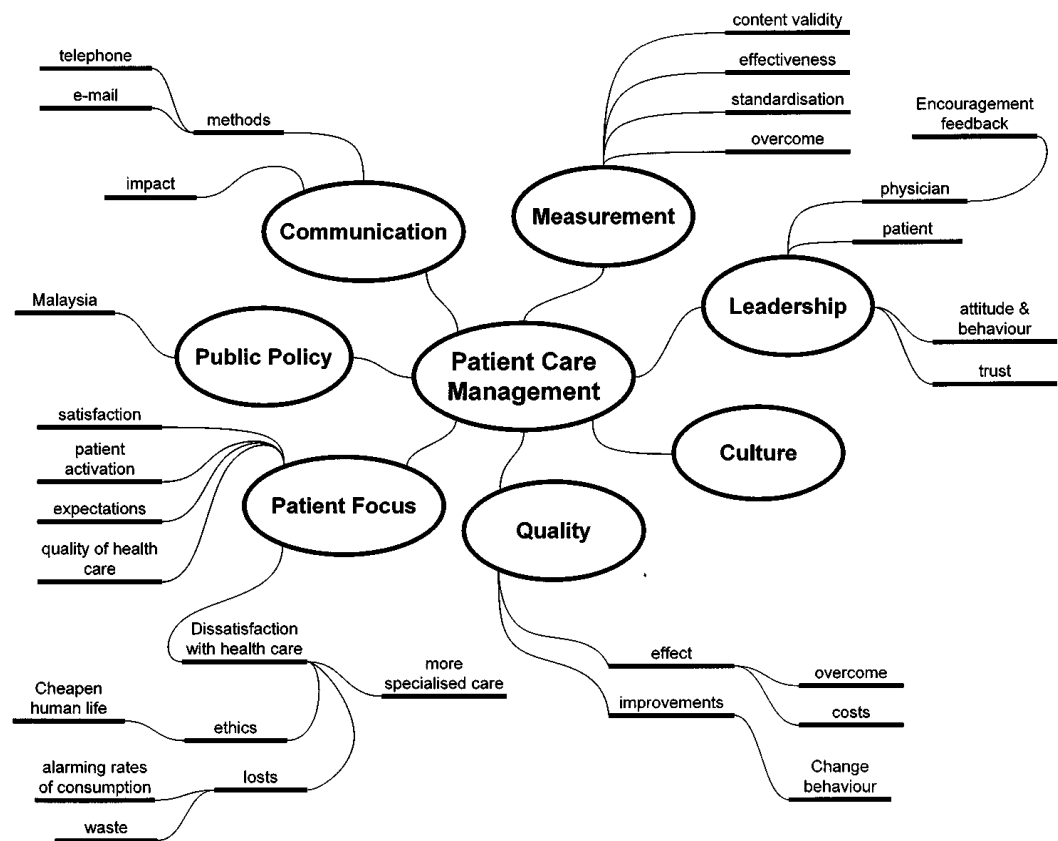 content validity
telephone
effectiveness
e-mail
standardisation
Encouragement
feedback
methods
overcome
impact
physician
Measurement
Communication
patient
Malaysia
Leadership
attitude &
behaviour
Public Policy
Patient Care
Management
trust
satisfaction
patient
activation
Culture
expectations
Patient Focus
Quality
quality of health
care
Dissatisfaction
with health care
effect
more
specialised care
overcome
Cheapen
human life
improvements
costs
ethics
alarming rates
of consumption
losts
Change
behaviour
waste